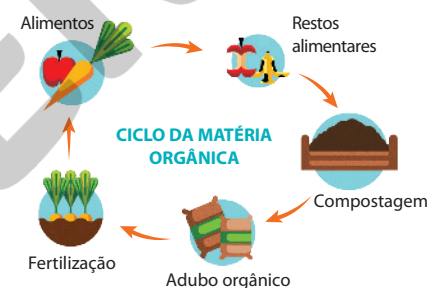 Alimentos
Restos
alimentares
CICLO DA MATÉRIA
ORGÂNICA
Compostagem
Adubo orgânico
Fertilização